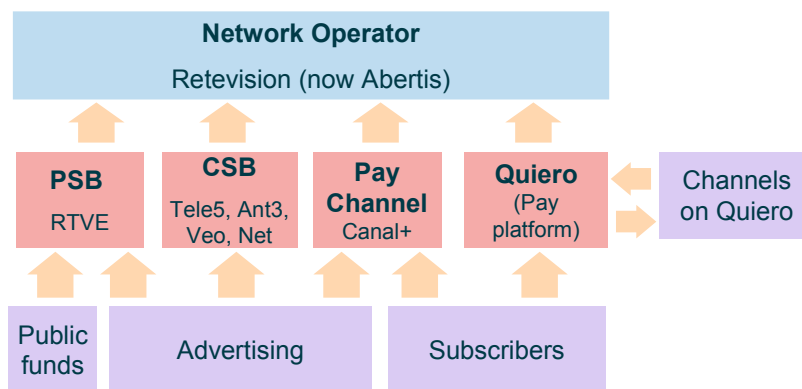 Network Operator
Retevision (now Abertis)
PSB
RTVE
CSB
Tele5, Ant3,
Veo, Net
Pay
Channel
Canal+
Quiero
(Pay
platform)
Channels
on Quiero
Public
funds
Advertising
Subscribers